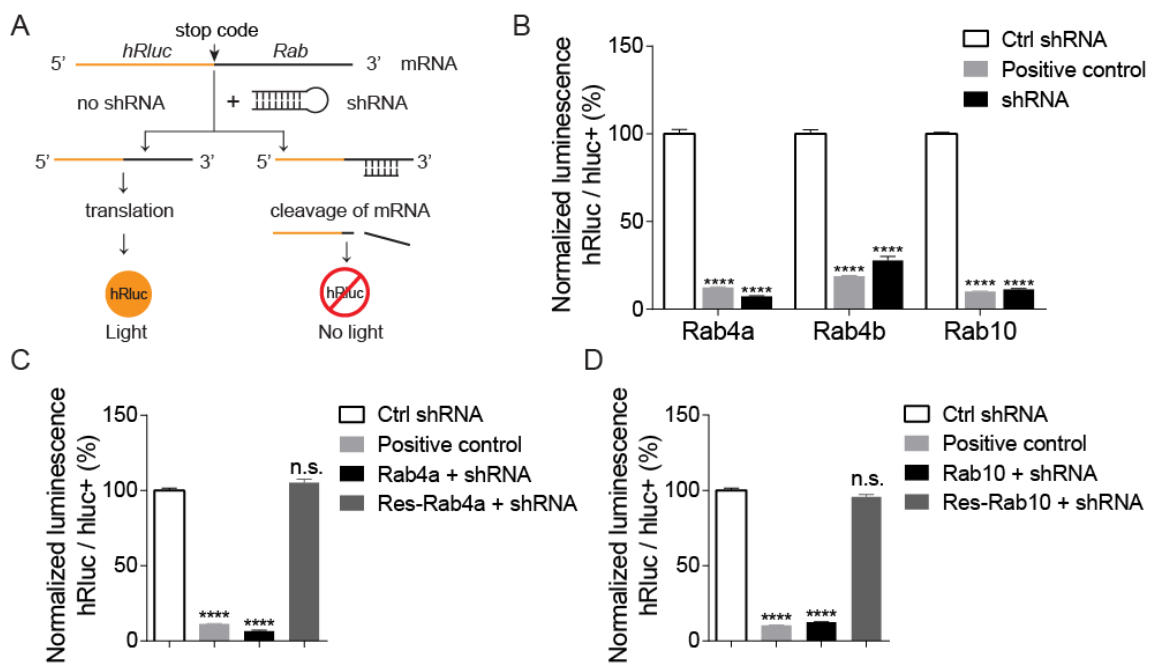 A
stop code
5’ hRluc Rab 3’ mRNA
no shRNA + shRNA
5’ 3’ 5’ 3’
translation cleavage of mRNA
hRluc hRluc
Light No light
B
Normalized luminescence
hRluc / hluc+ (%)
150
100
50
0
Ctrl shRNA
Positive control
shRNA
**** ****
**** ****
**** ****
Rab4a Rab4b Rab10
C
Normalized luminescence
hRluc / hluc+ (%)
150
100
50
0
Ctrl shRNA
Positive control
Rab4a + shRNA
Res-Rab4a + shRNA
**** ****
n.s.
D
Normalized luminescence
hRluc / hluc+ (%)
150
100
50
0
Ctrl shRNA
Positive control
Rab10 + shRNA
Res-Rab10 + shRNA
**** ****
n.s.